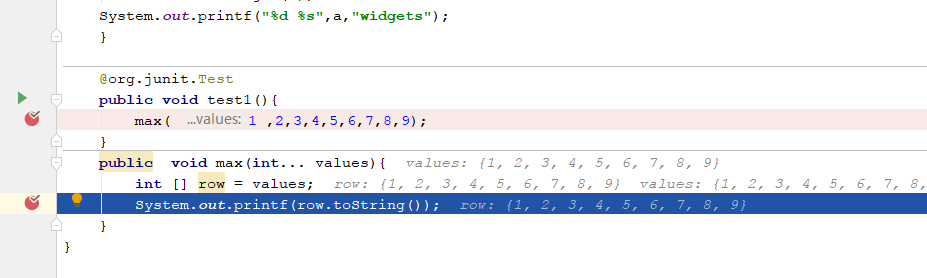 System.out.printf("%d %s",a,"widgets");
}
@org.junit.Test
public void test1(){
max( ...values: 1 ,2,3,4,5,6,7,8,9);
}
public  void max(int... values){  values: {1, 2, 3, 4, 5, 6, 7, 8, 9}
int [] row = values;  row: {1, 2, 3, 4, 5, 6, 7, 8, 9}  values: {1, 2, 3, 4, 5, 6, 7, 8,
System.out.printf(row.toString());  row: {1, 2, 3, 4, 5, 6, 7, 8, 9}
}
}